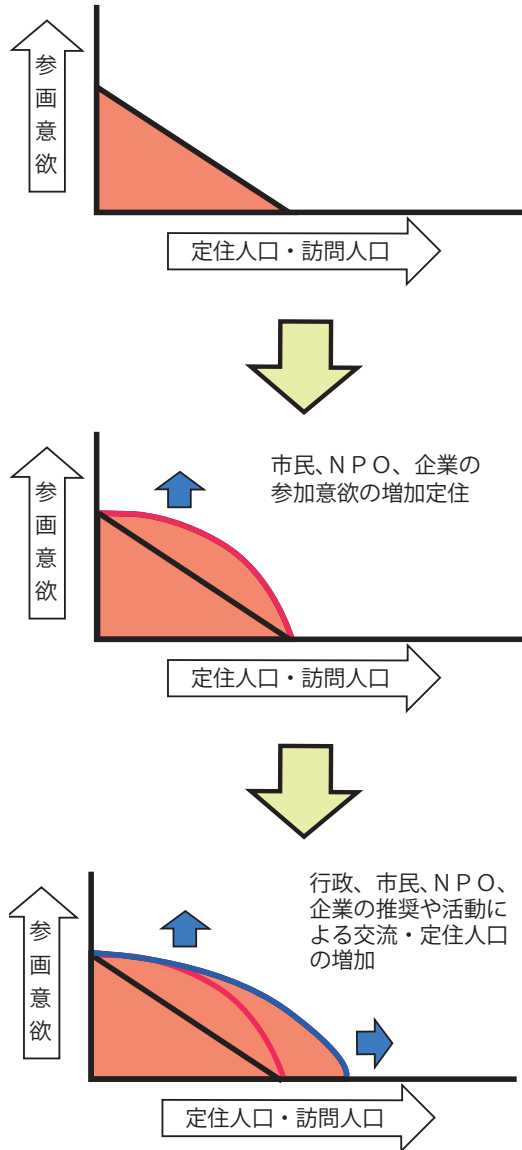 参画意欲
定住人口・訪問人口
市民、ＮＰＯ、企業の
参加意欲の増加定住
参画意欲
定住人口・訪問人口
行政、市民、ＮＰＯ、
企業の推奨や活動に
よる交流・定住人口
の増加
参画意欲
定住人口・訪問人口